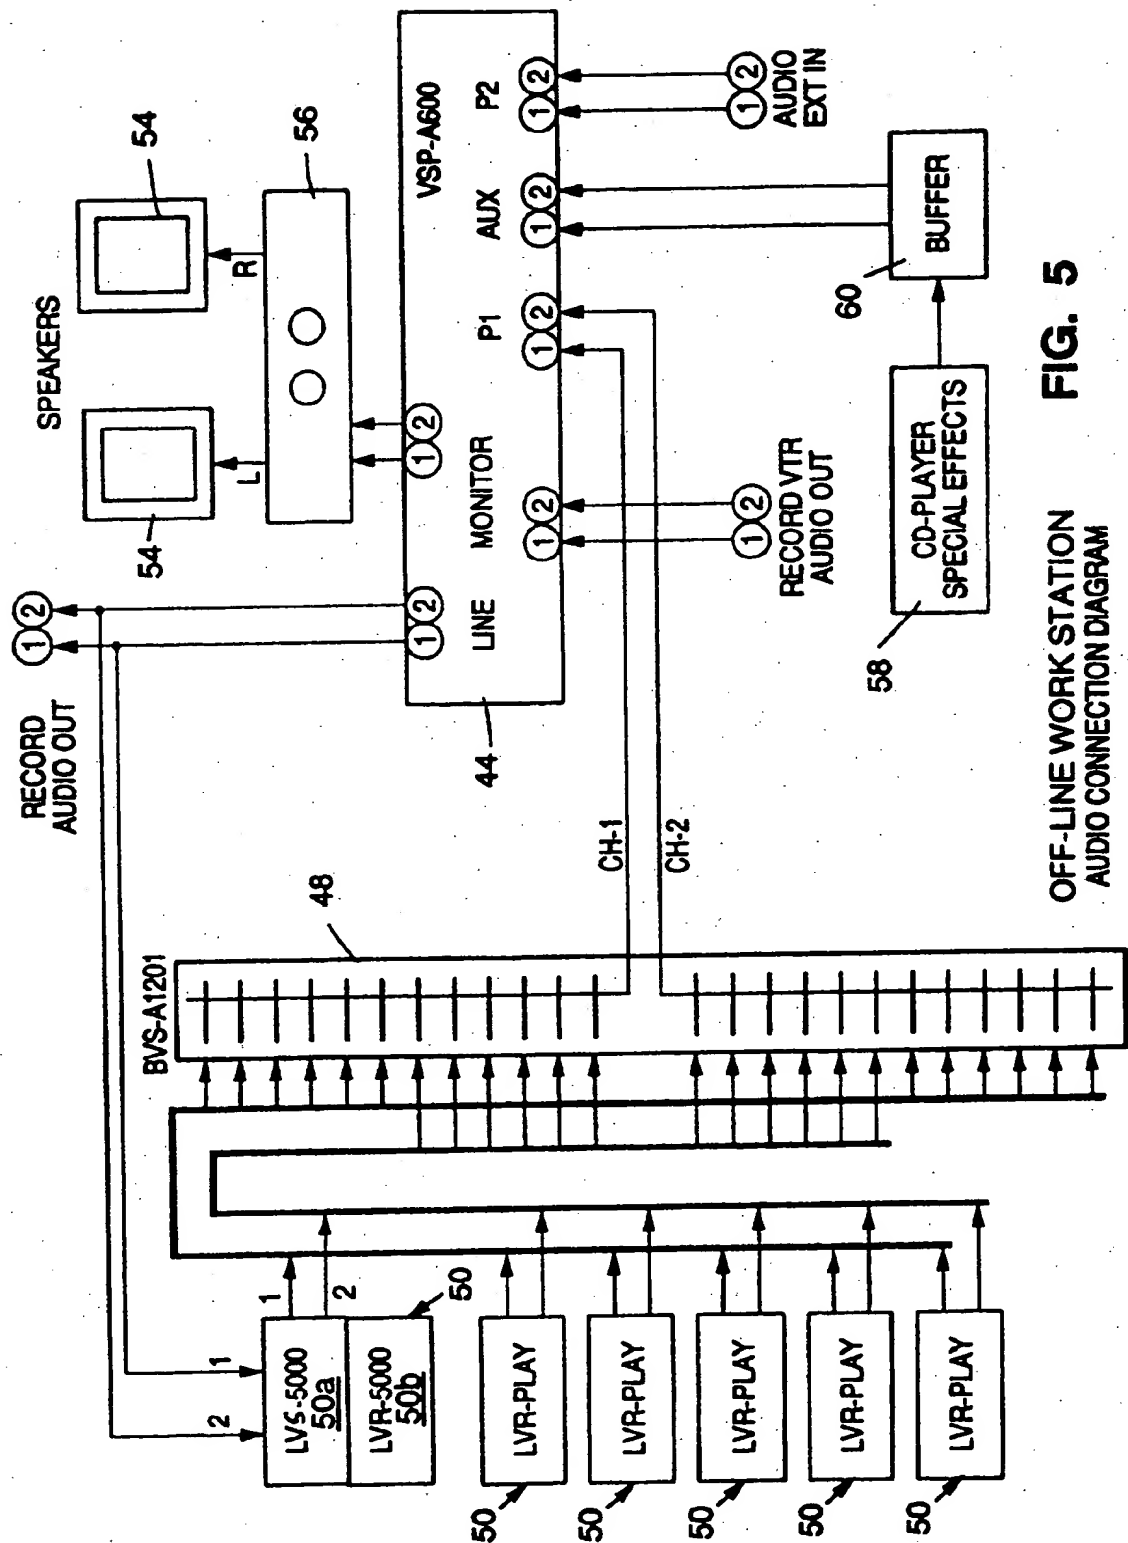 RECORD
AUDIO OUT
1 2
SPEAKERS
54
54
L
R
56
BVS-A1201
48
2 1
1
2
LVS-5000
50a
LVR-5000
50b
50
LVR-PLAY
50
LVR-PLAY
50
LVR-PLAY
50
LVR-PLAY
50
LVR-PLAY
50
CH-1
CH-2
44
VSP-A600
1 2
LINE
1 2
MONITOR
1 2
P1
1 2
AUX
1 2
P2
1 2
1 2
RECORD VTR
AUDIO OUT
1 2
AUDIO
EXT IN
58
CD-PLAYER
SPECIAL EFFECTS
60
BUFFER
OFF-LINE WORK STATION
AUDIO CONNECTION DIAGRAM
FIG. 5